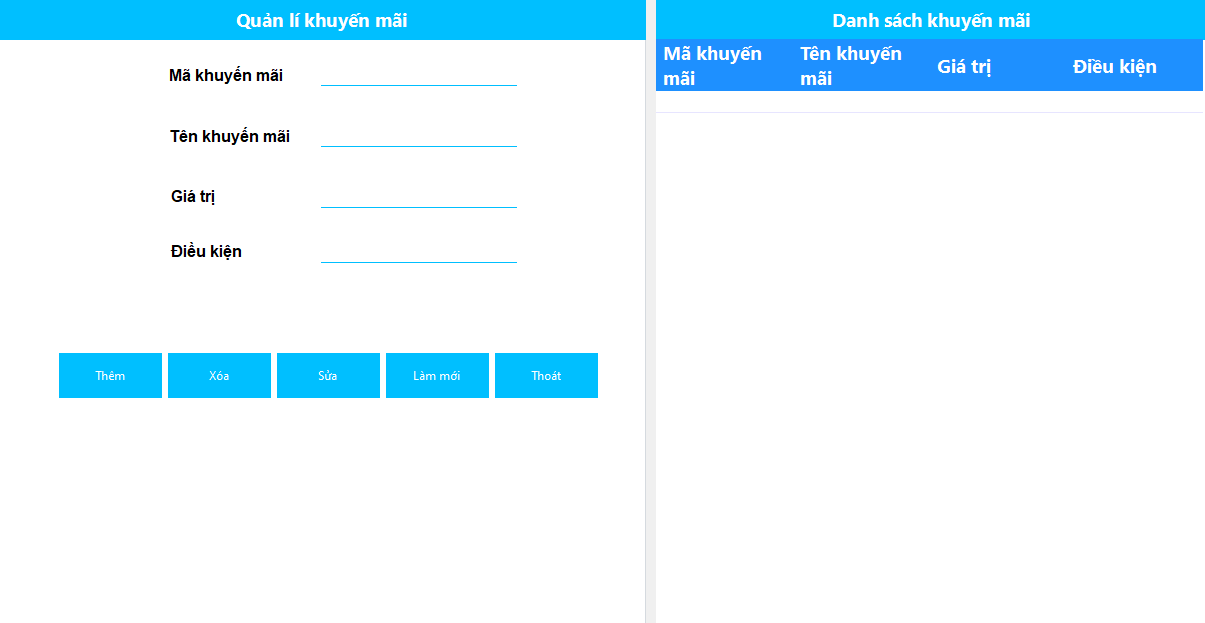 Quản lí khuyến mãi
Mã khuyến mãi
Tên khuyến mãi
Giá trị
Điều kiện
Thêm
Xóa
Sửa
Làm mới
Thoát
Danh sách khuyến mãi
Mã khuyến
mãi
Tên khuyến
mãi
Giá trị
Điều kiện